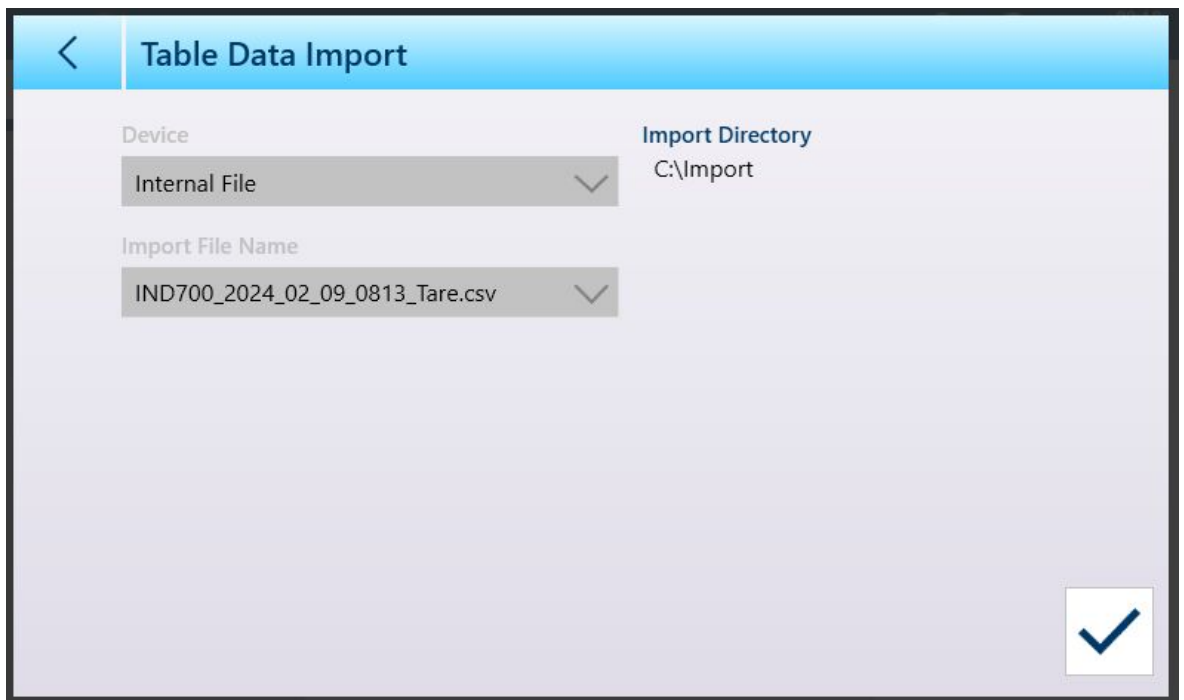 Table Data Import
Device
Import Directory
Internal File
C:\Import
Import File Name
IND700_2024_02_09_0813_Tare.csv